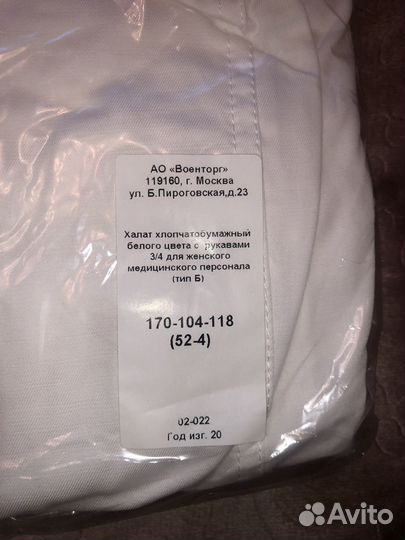 АО «Военторг»
119160, г. Москва
ул. Б.Пироговская,д.23
Халат хлопчатобумажный
белого цвета с рукавами
3/4 для женского
медицинского персонала
(тип Б)
170-104-118
(52-4)
02-022
Год изг. 20
Avito